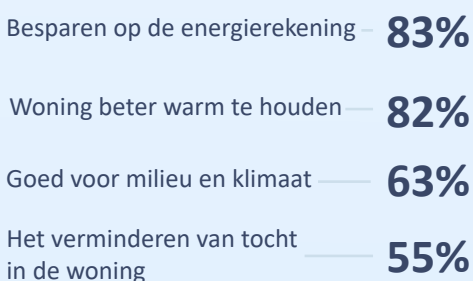 Besparen op de energierekening 83%
Woning beter warm te houden 82%
Goed voor milieu en klimaat 63%
Het verminderen van tocht
in de woning 55%